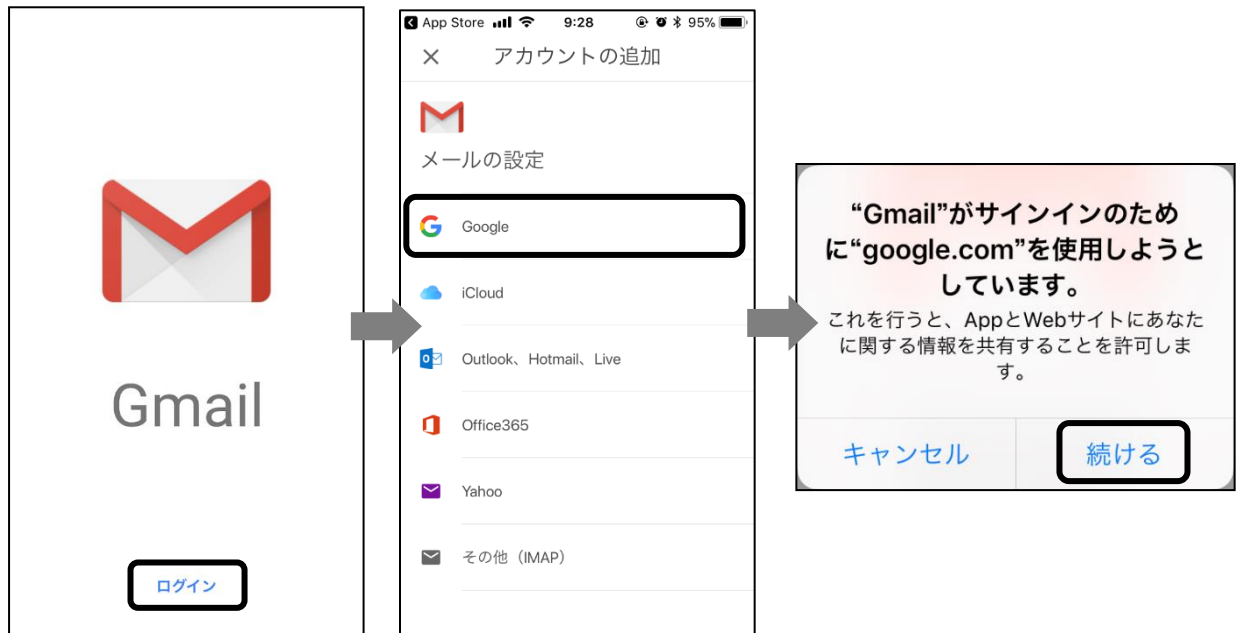 Gmail
ログイン
App Store 9:28 95%
× アカウントの追加
メールの設定
Google
iCloud
Outlook、Hotmail、Live
Office365
Yahoo
その他（IMAP）
“Gmail”がサインインのため
に“google.com”を使用しようと
しています。
これを行うと、AppとWebサイトにあなた
に関する情報を共有することを許可しま
す。
キャンセル 続ける